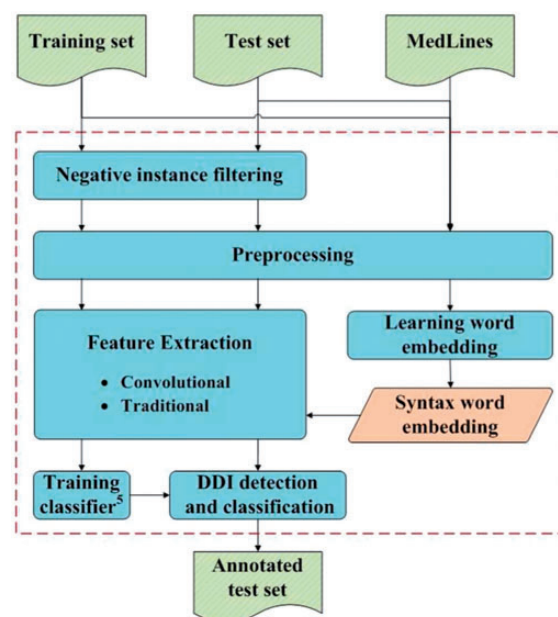 Training set
Test set
MedLines
Negative instance filtering
Preprocessing
Feature Extraction
• Convolutional
• Traditional
Learning word
embedding
Syntax word
embedding
Training
classifier⁵
DDI detection
and classification
Annotated
test set